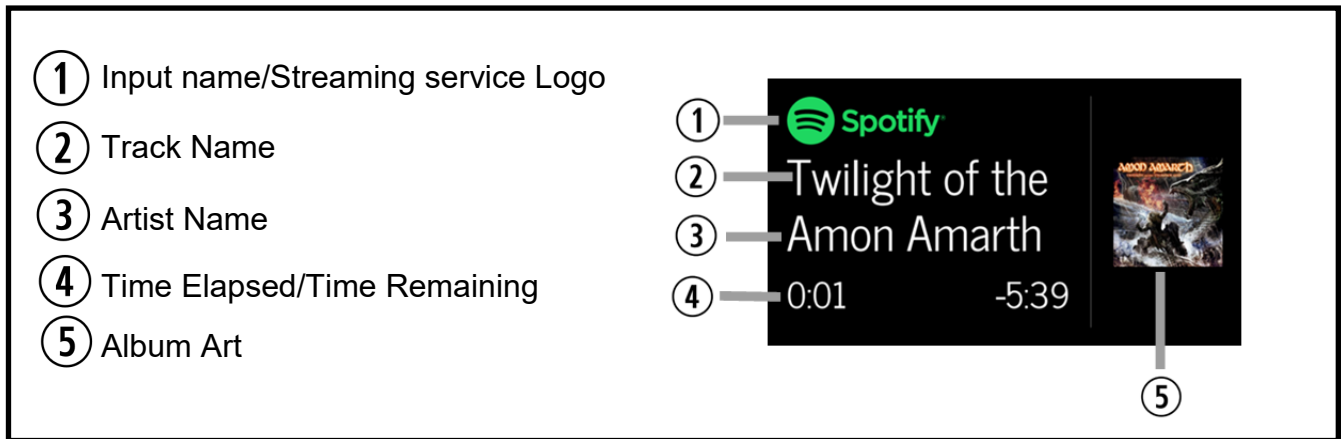 1 Input name/Streaming service Logo
2 Track Name
3 Artist Name
4 Time Elapsed/Time Remaining
5 Album Art
1 Spotify
2 Twilight of the
3 Amon Amarth
4 0:01 -5:39
AMON AMARTH
5